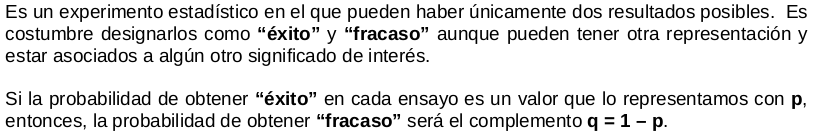 Es un experimento estadístico en el que pueden haber únicamente dos resultados posibles.  Es
costumbre designarlos como “éxito” y “fracaso” aunque pueden tener otra representación y
estar asociados a algún otro significado de interés.
Si la probabilidad de obtener “éxito” en cada ensayo es un valor que lo representamos con p,
entonces, la probabilidad de obtener “fracaso” será el complemento q = 1 – p.